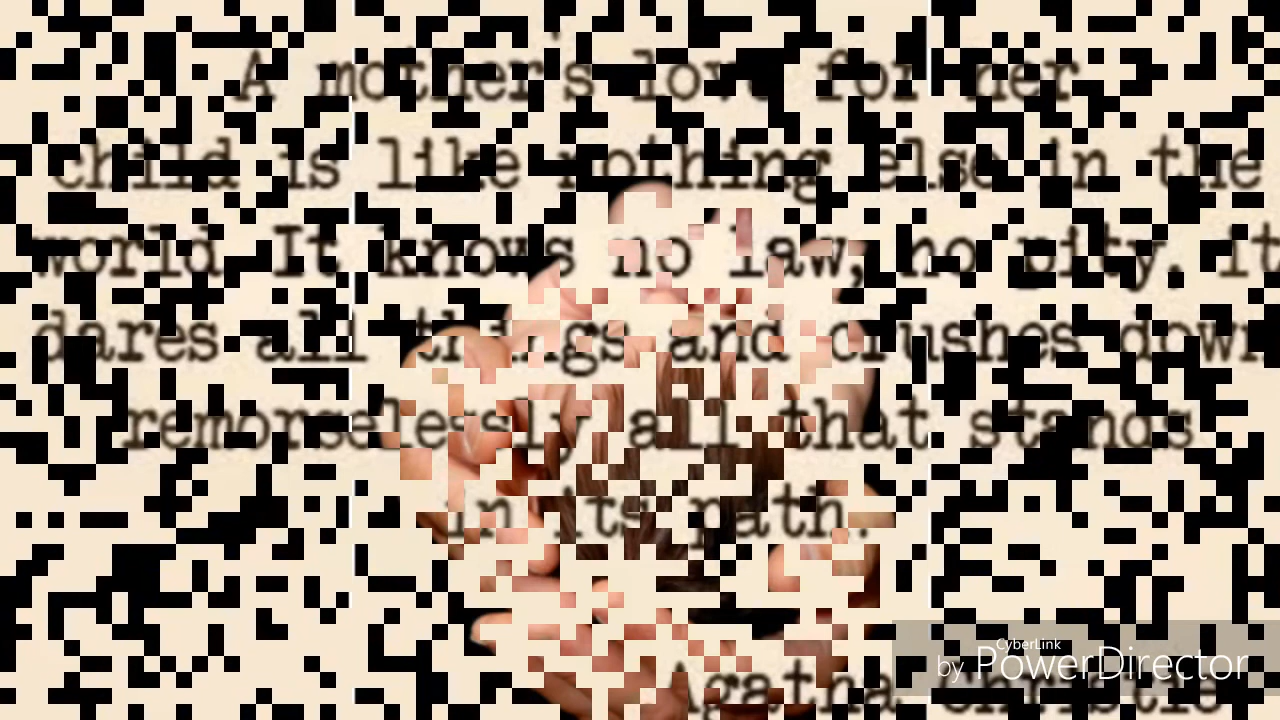 A mother's love for her
child is like nothing else in the
world. It knows no law, no pity. it
dares all things and crushes down
remorselessly all that stands
in its path.
Agatha Christie
CyberLink
by PowerDirector